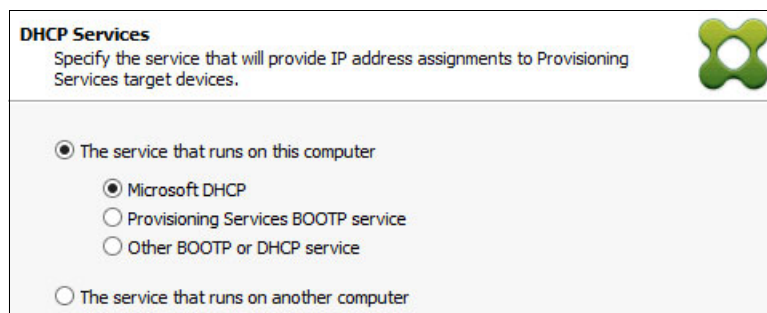 DHCP Services
Specify the service that will provide IP address assignments to Provisioning
Services target devices.
The service that runs on this computer
Microsoft DHCP
Provisioning Services BOOTP service
Other BOOTP or DHCP service
The service that runs on another computer